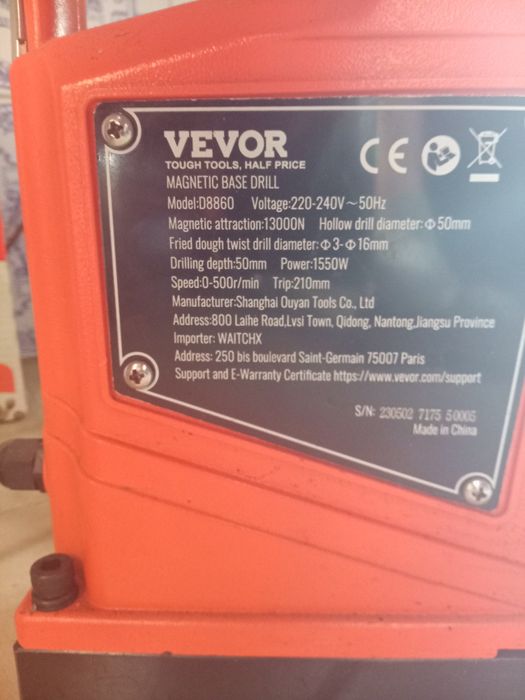 VEVOR
TOUGH TOOLS, HALF PRICE
MAGNETIC BASE DRILL
Model:D8860 Voltage:220-240V～50Hz
Magnetic attraction:13000N Hollow drill diameter:Φ50mm
Fried dough twist drill diameter:Φ3-Φ16mm
Drilling depth:50mm Power:1550W
Speed:0-500r/min Trip:210mm
Manufacturer:Shanghai Ouyan Tools Co., Ltd
Address:800 Laihe Road,Lvsi Town, Qidong, Nantong,Jiangsu Province
Importer: WAITCHX
Address: 250 bis boulevard Saint-Germain 75007 Paris
Support and E-Warranty Certificate https://www.vevor.com/support
S/N: 230502 7175 50005
Made in China
CE